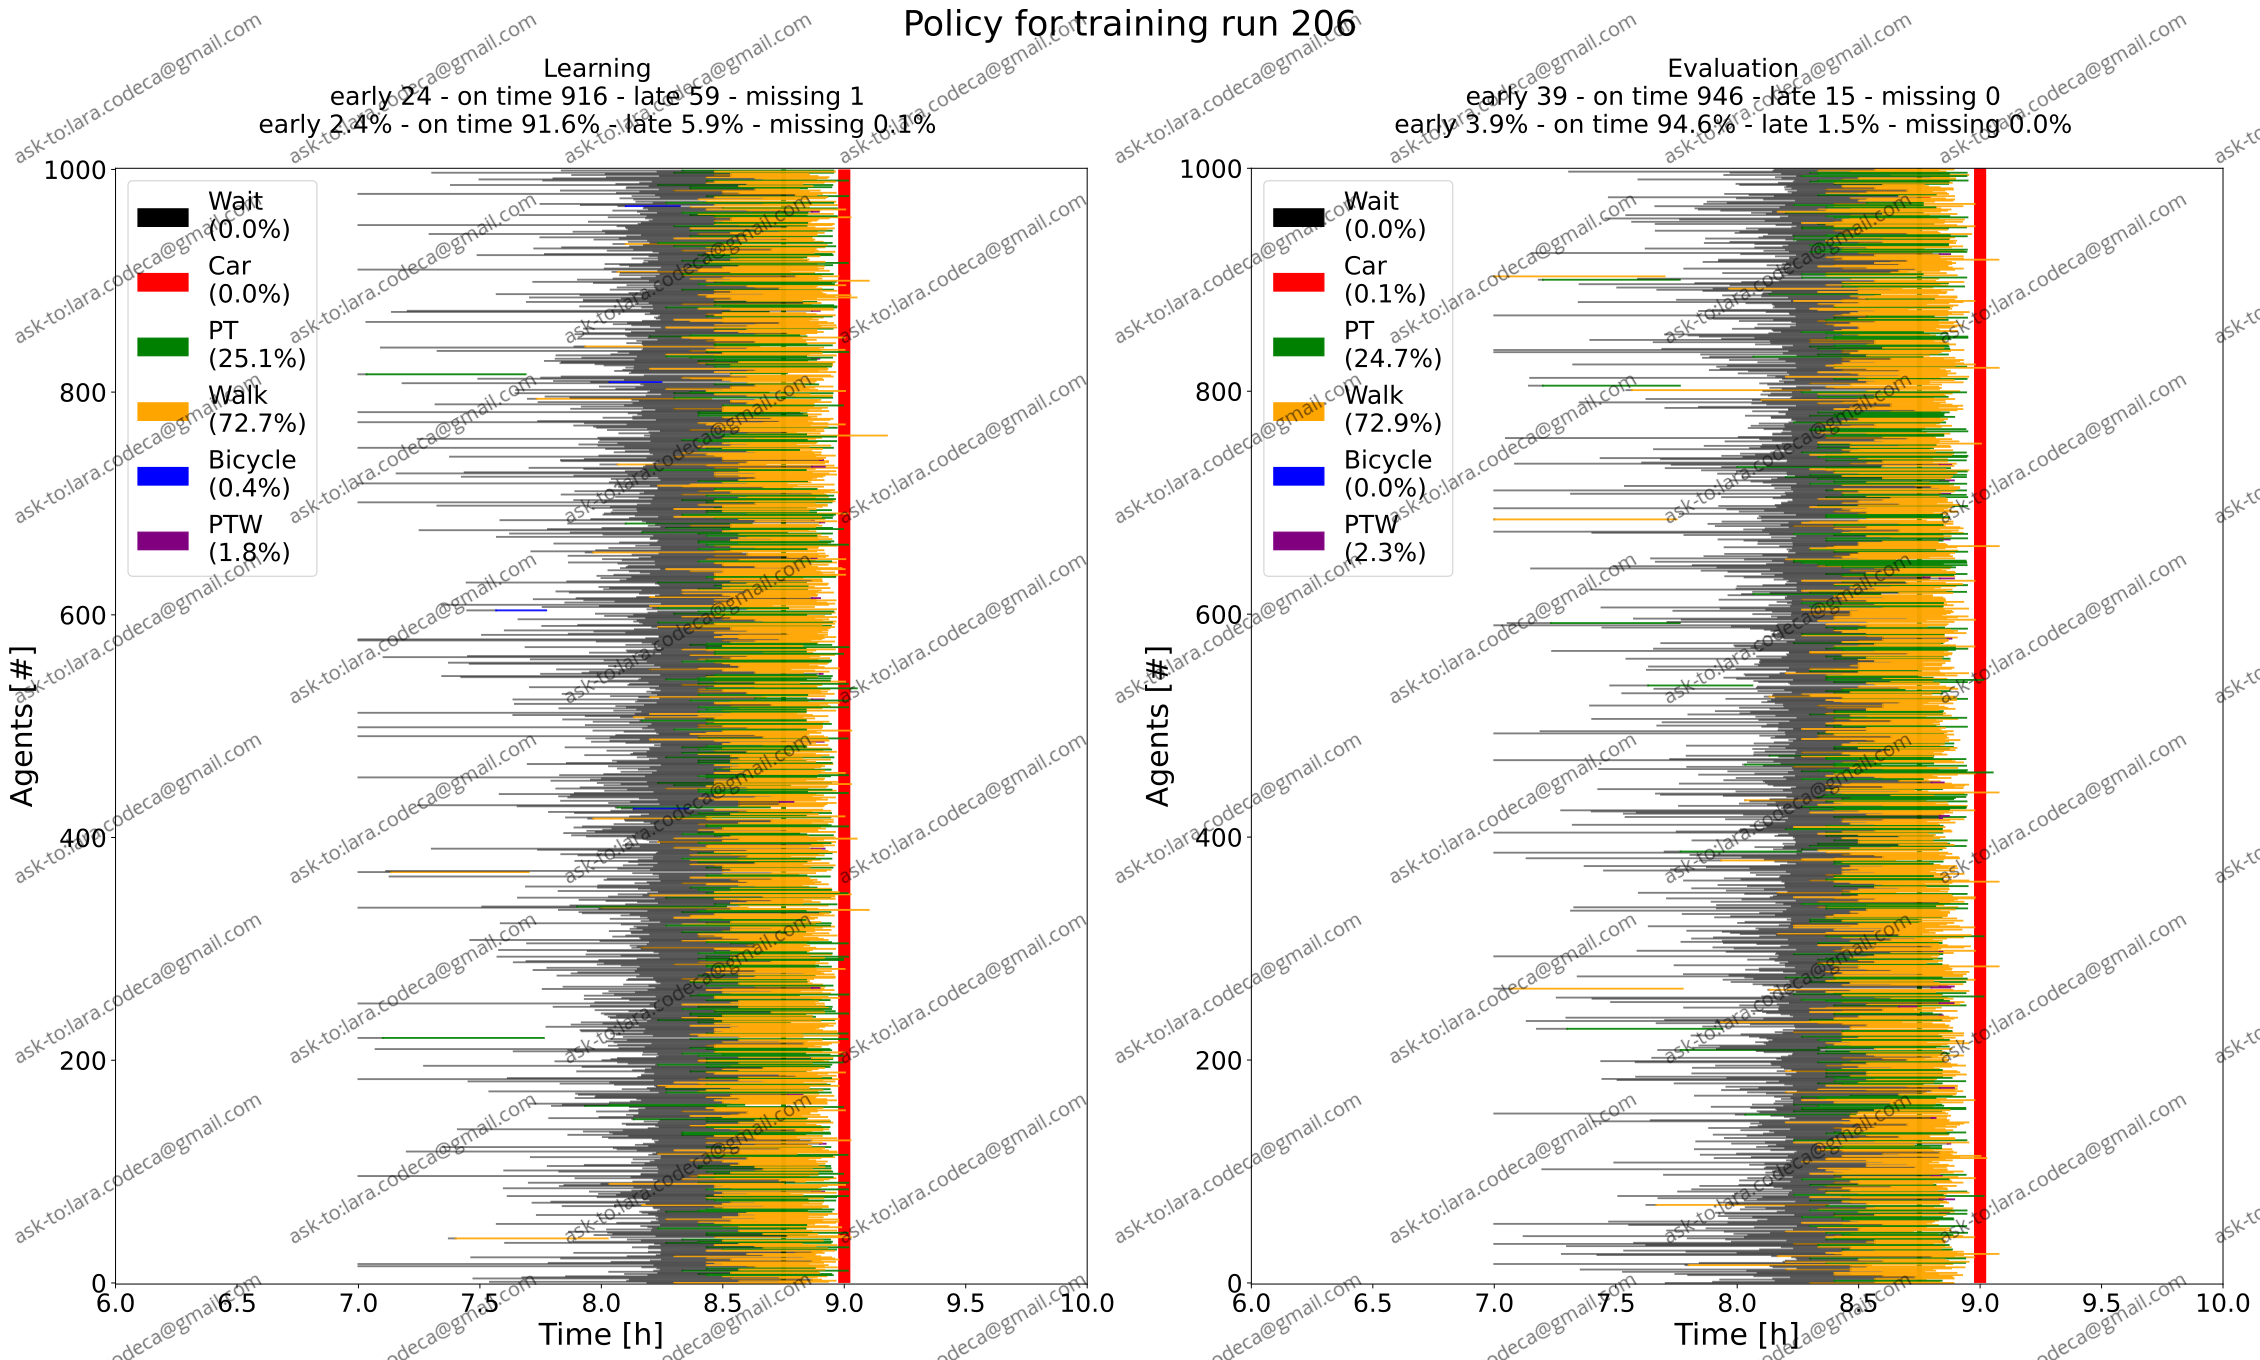 Policy for training run 206
Learning
early 24 - on time 916 - late 59 - missing 1
early 2.4% - on time 91.6% - late 5.9% - missing 0.1%
1000
800
600
400
200
0
Agents [#]
Wait
(0.0%)
Car
(0.0%)
PT
(25.1%)
Walk
(72.7%)
Bicycle
(0.4%)
PTW
(1.8%)
6.0 6.5 7.0 7.5 8.0 8.5 9.0 9.5 10.0
Time [h]
Evaluation
early 39 - on time 946 - late 15 - missing 0
early 3.9% - on time 94.6% - late 1.5% - missing 0.0%
1000
800
600
400
200
0
Agents [#]
Wait
(0.0%)
Car
(0.1%)
PT
(24.7%)
Walk
(72.9%)
Bicycle
(0.0%)
PTW
(2.3%)
6.0 6.5 7.0 7.5 8.0 8.5 9.0 9.5 10.0
Time [h]
ask-to:lara.codeca@gmail.com